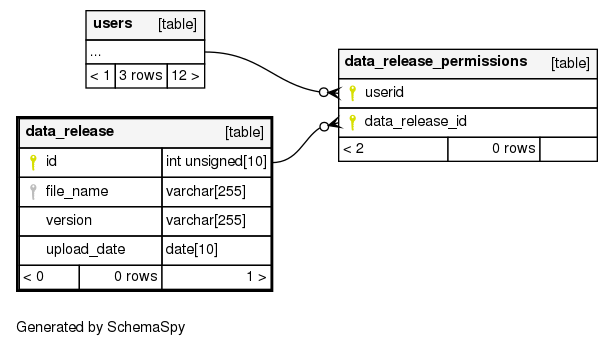 users [table]
...
< 1 3 rows 12 >
data_release_permissions [table]
userid
data_release_id
< 2 0 rows
data_release [table]
id int unsigned[10]
file_name varchar[255]
version varchar[255]
upload_date date[10]
< 0 0 rows 1 >
Generated by SchemaSpy